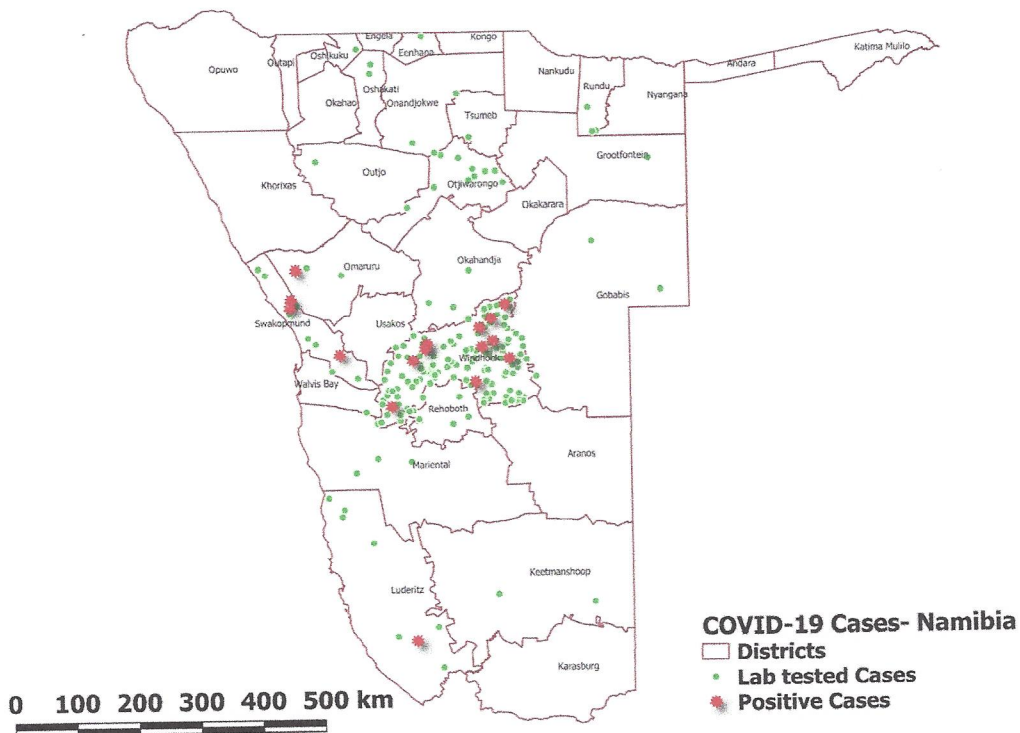 Engela
Kongo
Katima Mulilo
Eenhana
Oshikuku
Outapi
Opuwo
Nankudu
Andara
Rundu
Oshakati
Nyangana
Okahao
Onandjokwe
Tsumeb
Grootfontein
Outjo
Khorixas
Otjiwarongo
Okakarara
Okahandja
Omaruru
Gobabis
Swakopmund
Usakos
Windhoek
Walvis Bay
Rehoboth
Aranos
Mariental
Keetmanshoop
Luderitz
Karasburg
COVID-19 Cases- Namibia
Districts
Lab tested Cases
Positive Cases
0 100 200 300 400 500 km